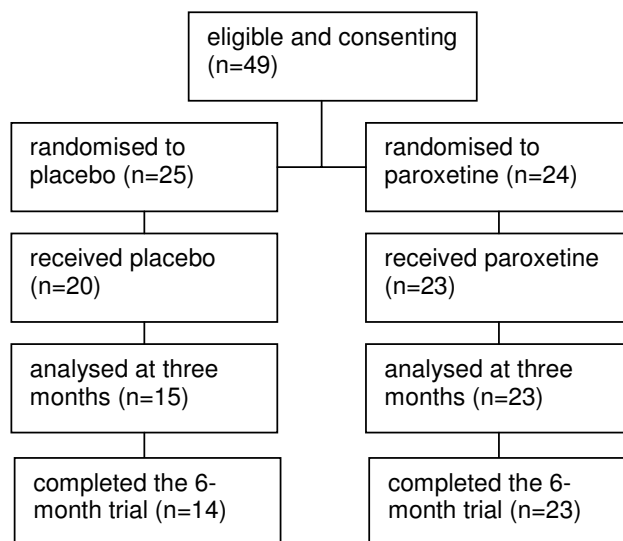 eligible and consenting
(n=49)
randomised to
placebo (n=25)
randomised to
paroxetine (n=24)
received placebo
(n=20)
received paroxetine
(n=23)
analysed at three
months (n=15)
analysed at three
months (n=23)
completed the 6-
month trial (n=14)
completed the 6-
month trial (n=23)